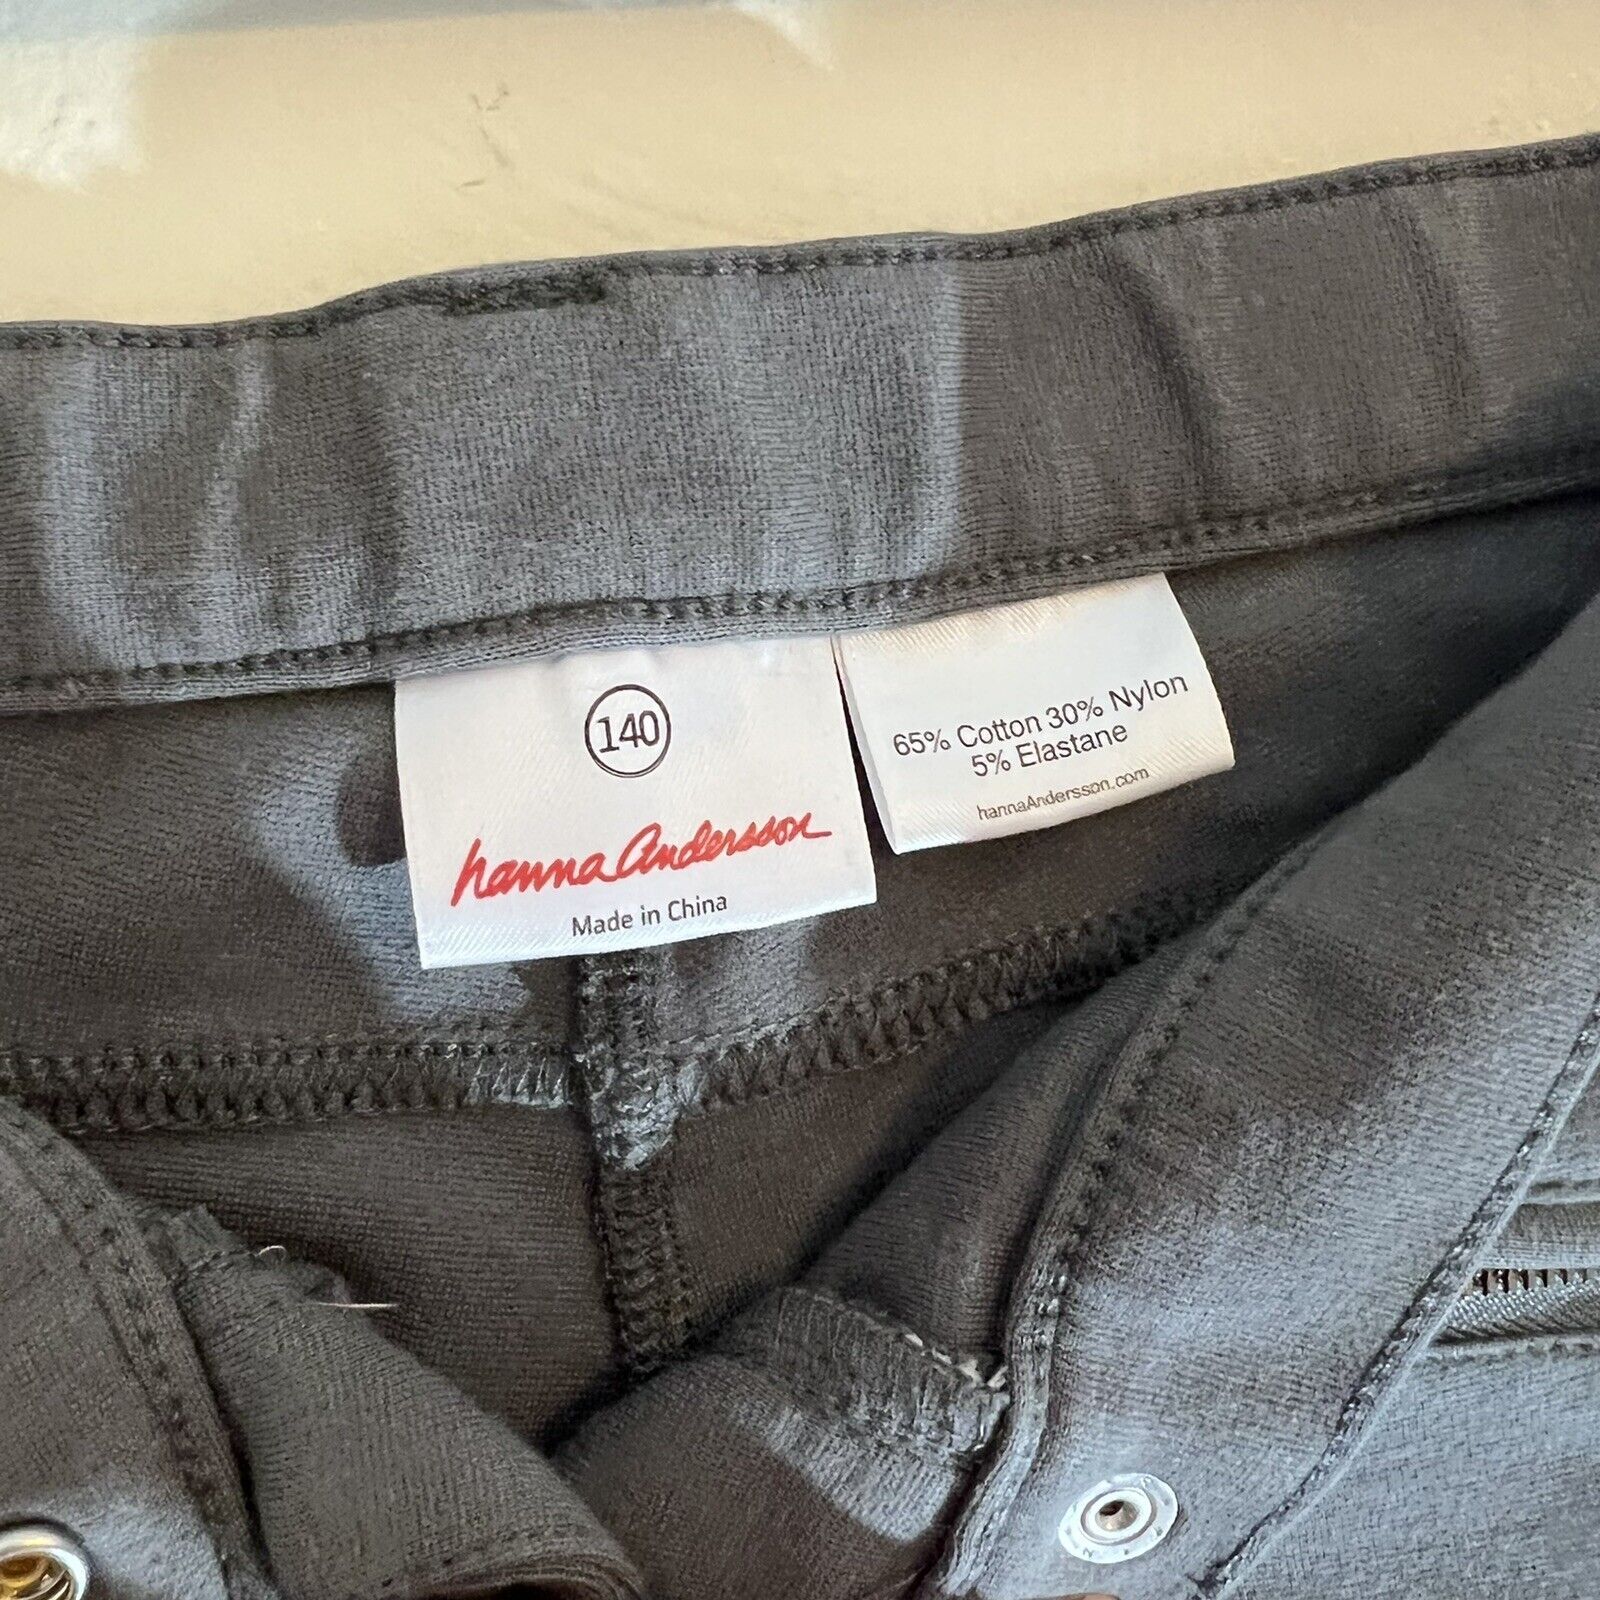 140
hanna Andersson
Made in China
65% Cotton 30% Nylon
5% Elastane
hannaAndersson.com